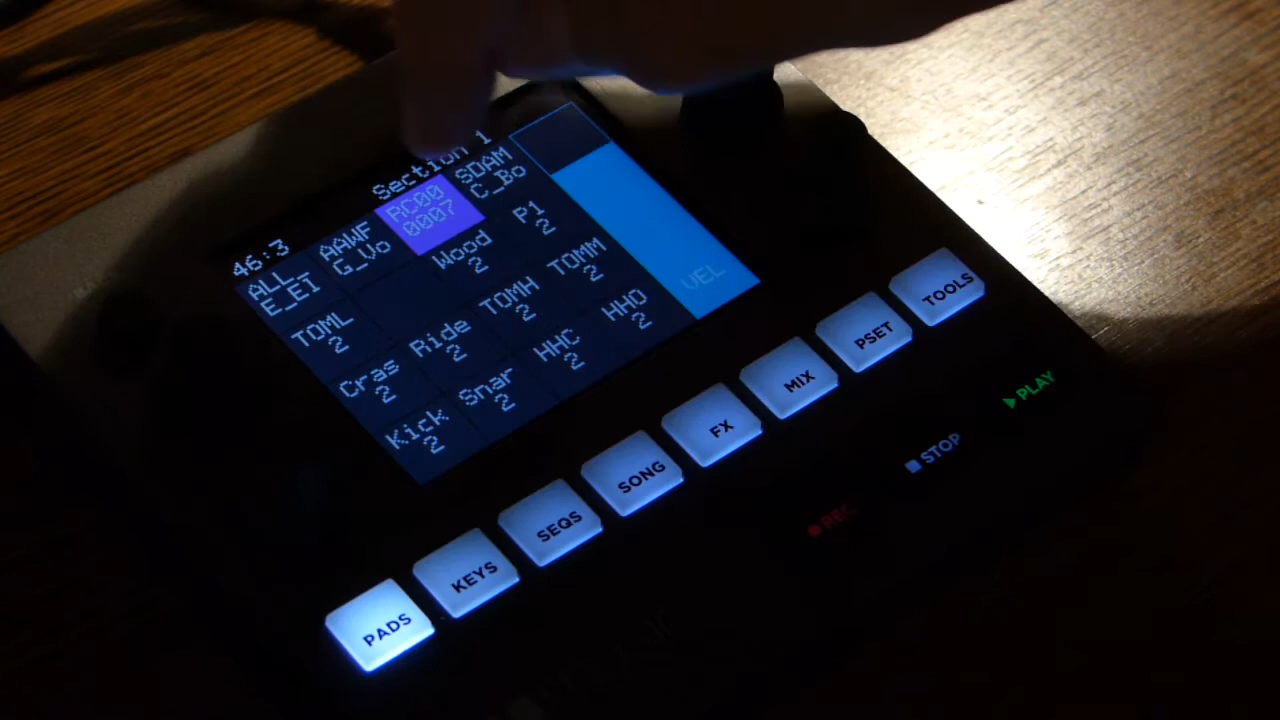 46:3 Section 1
ALL_
E_E1
AAWF
G_Vo
RC00
0007
SDAM
C_Bo
TOML
2
Wood
2
P1
2
Cras
2
Ride
2
TOMH
2
TOMM
2
Kick
2
Snar
2
HHC
2
HHO
2
VEL
PADS
KEYS
SEQS
SONG
FX
MIX
PSET
TOOLS
REC
STOP
PLAY